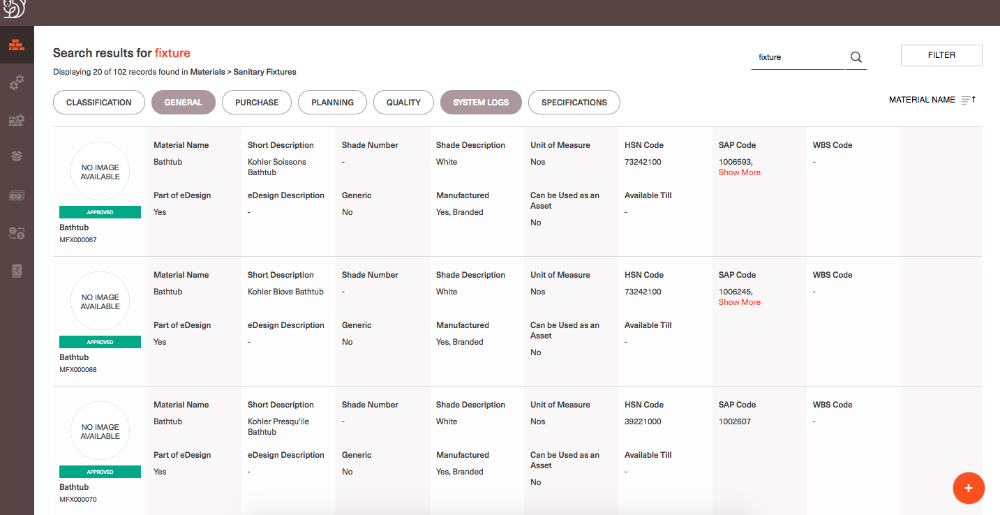 Search results for fixture
fixture
FILTER
Displaying 20 of 102 records found in Materials > Sanitary Fixtures
CLASSIFICATION GENERAL PURCHASE PLANNING QUALITY SYSTEM LOGS SPECIFICATIONS
MATERIAL NAME
NO IMAGE
AVAILABLE
APPROVED
Bathtub
MFX000067
Material Name Short Description Shade Number Shade Description Unit of Measure HSN Code SAP Code WBS Code
Bathtub Kohler Soissons - White Nos 73242100 1006593, -
Bathtub Show More
Part of eDesign eDesign Description Generic Manufactured Can be Used as an Available Till
Asset
Yes - No Yes, Branded -
No
NO IMAGE
AVAILABLE
APPROVED
Bathtub
MFX000068
Material Name Short Description Shade Number Shade Description Unit of Measure HSN Code SAP Code WBS Code
Bathtub Kohler Biove Bathtub - White Nos 73242100 1006245, -
Show More
Part of eDesign eDesign Description Generic Manufactured Can be Used as an Available Till
Asset
Yes - No Yes, Branded -
No
NO IMAGE
AVAILABLE
APPROVED
Bathtub
MFX000070
Material Name Short Description Shade Number Shade Description Unit of Measure HSN Code SAP Code WBS Code
Bathtub Kohler Presqu'ile - White Nos 39221000 1002607 -
Bathtub
Part of eDesign eDesign Description Generic Manufactured Can be Used as an Available Till
Asset
Yes - No Yes, Branded -
No
+